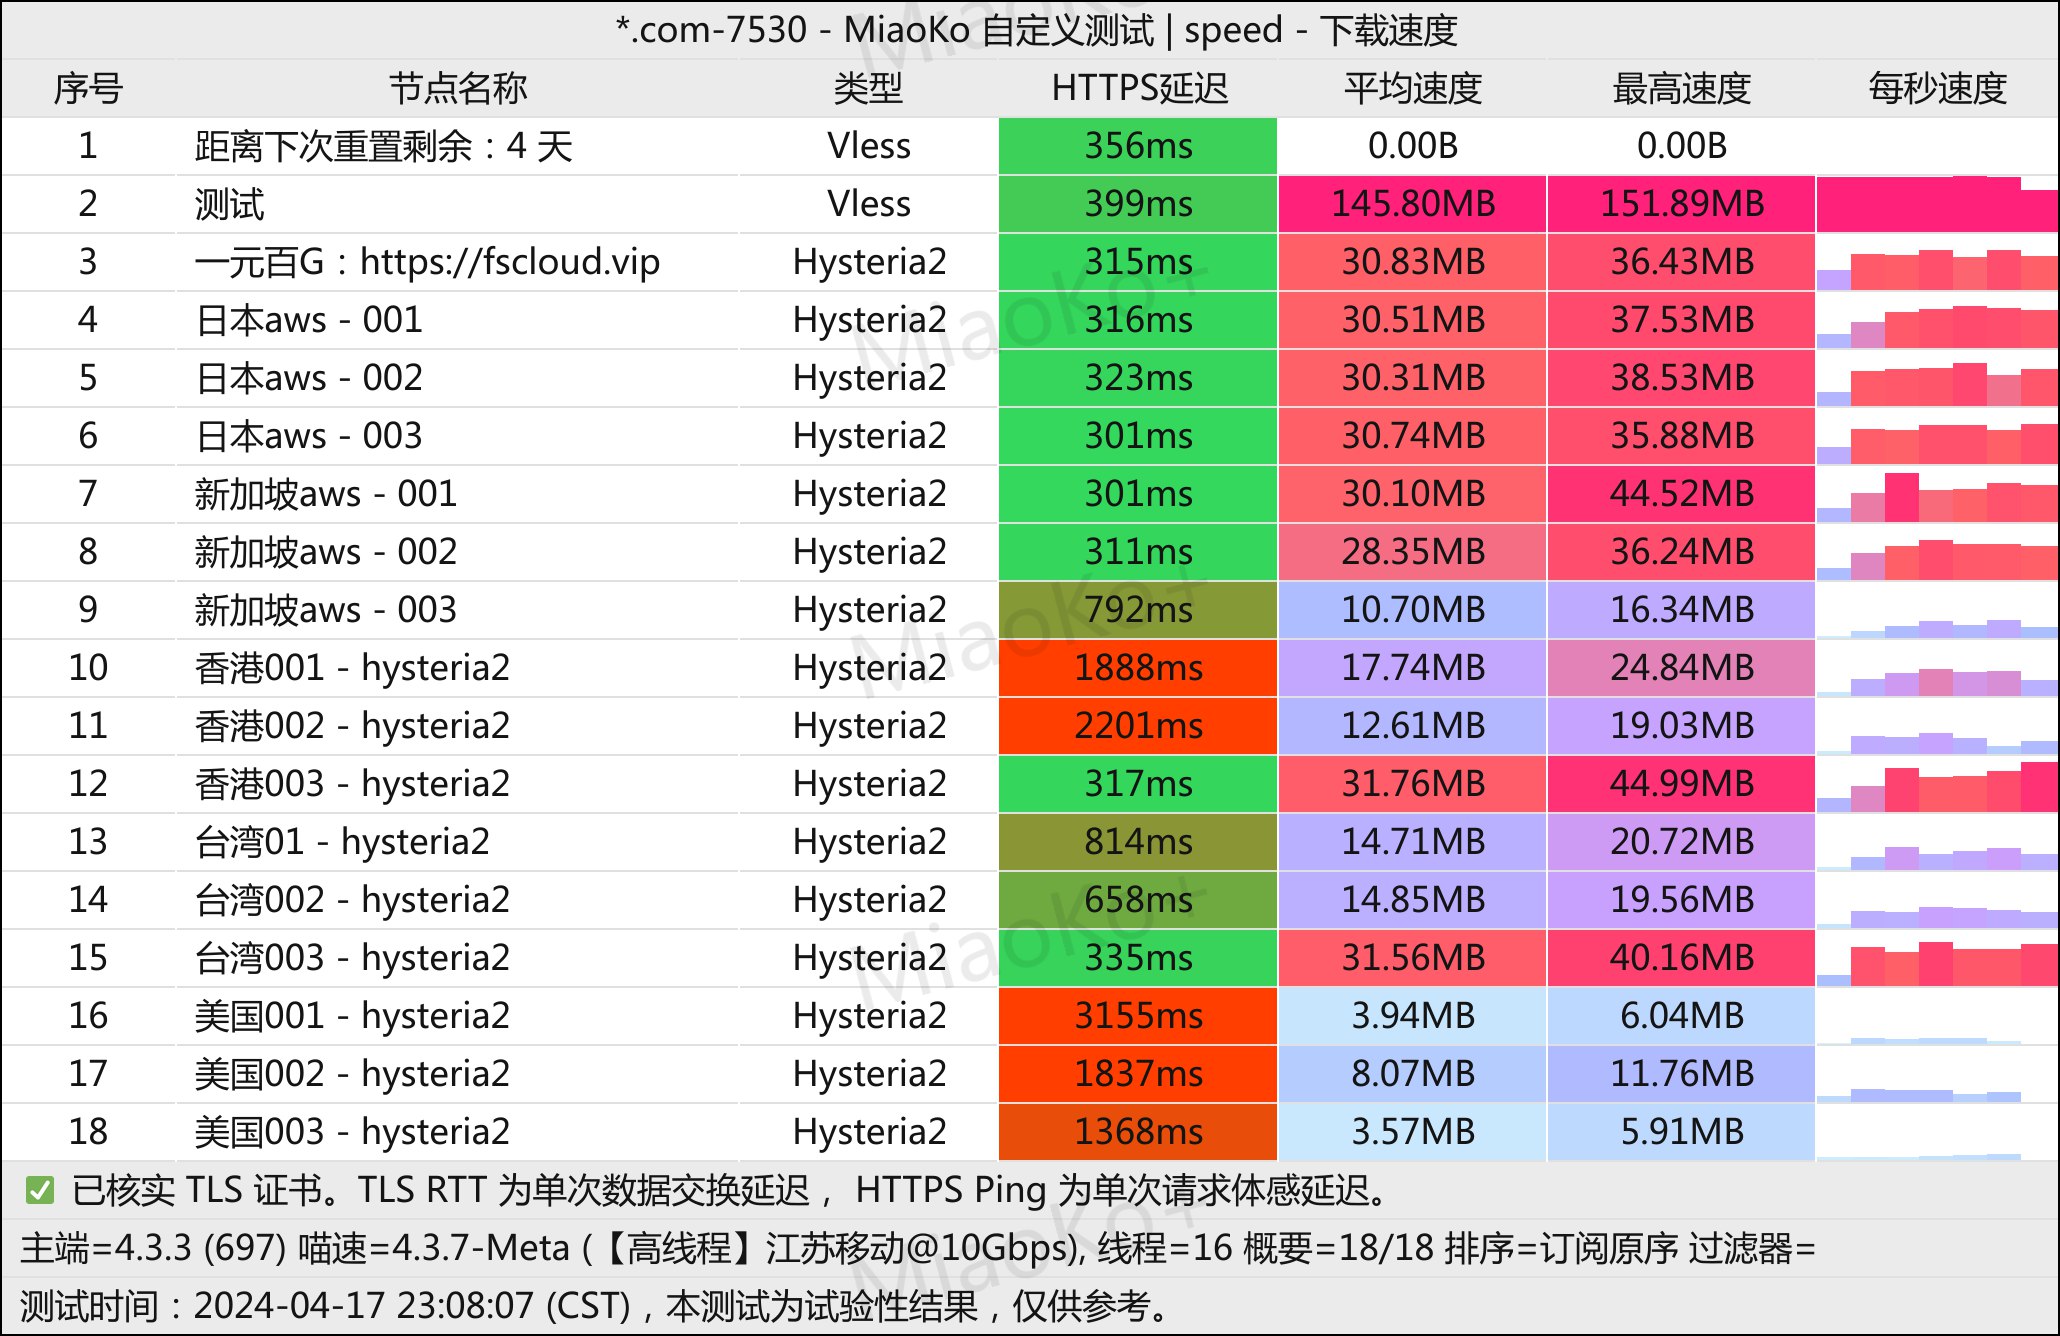 *.com-7530 - MiaoKo 自定义测试 | speed - 下载速度
序号 节点名称 类型 HTTPS延迟 平均速度 最高速度 每秒速度
1 距离下次重置剩余：4 天 Vless 356ms 0.00B 0.00B
2 测试 Vless 399ms 145.80MB 151.89MB
3 一元百G：https://fscloud.vip Hysteria2 315ms 30.83MB 36.43MB
4 日本aws - 001 Hysteria2 316ms 30.51MB 37.53MB
5 日本aws - 002 Hysteria2 323ms 30.31MB 38.53MB
6 日本aws - 003 Hysteria2 301ms 30.74MB 35.88MB
7 新加坡aws - 001 Hysteria2 301ms 30.10MB 44.52MB
8 新加坡aws - 002 Hysteria2 311ms 28.35MB 36.24MB
9 新加坡aws - 003 Hysteria2 792ms 10.70MB 16.34MB
10 香港001 - hysteria2 Hysteria2 1888ms 17.74MB 24.84MB
11 香港002 - hysteria2 Hysteria2 2201ms 12.61MB 19.03MB
12 香港003 - hysteria2 Hysteria2 317ms 31.76MB 44.99MB
13 台湾01 - hysteria2 Hysteria2 814ms 14.71MB 20.72MB
14 台湾002 - hysteria2 Hysteria2 658ms 14.85MB 19.56MB
15 台湾003 - hysteria2 Hysteria2 335ms 31.56MB 40.16MB
16 美国001 - hysteria2 Hysteria2 3155ms 3.94MB 6.04MB
17 美国002 - hysteria2 Hysteria2 1837ms 8.07MB 11.76MB
18 美国003 - hysteria2 Hysteria2 1368ms 3.57MB 5.91MB
✅ 已核实 TLS 证书。TLS RTT 为单次数据交换延迟， HTTPS Ping 为单次请求体感延迟。
主端=4.3.3 (697) 喵速=4.3.7-Meta (【高线程】江苏移动@10Gbps), 线程=16 概要=18/18 排序=订阅原序 过滤器=
测试时间：2024-04-17 23:08:07 (CST)，本测试为试验性结果，仅供参考。
MiaoKo+
MiaoKo+
MiaoKo+
MiaoKo+
MiaoKo+